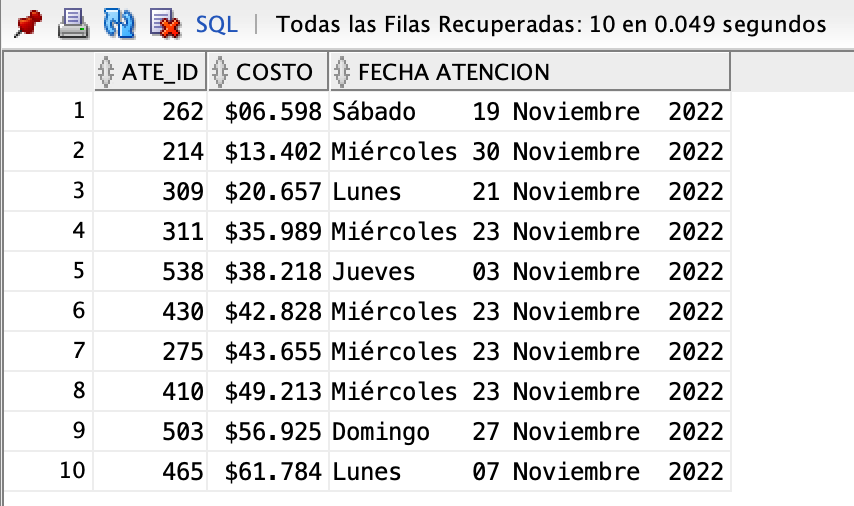 SQL | Todas las Filas Recuperadas: 10 en 0.049 segundos
ATE_ID COSTO FECHA ATENCION
1 262 $06.598 Sábado 19 Noviembre 2022
2 214 $13.402 Miércoles 30 Noviembre 2022
3 309 $20.657 Lunes 21 Noviembre 2022
4 311 $35.989 Miércoles 23 Noviembre 2022
5 538 $38.218 Jueves 03 Noviembre 2022
6 430 $42.828 Miércoles 23 Noviembre 2022
7 275 $43.655 Miércoles 23 Noviembre 2022
8 410 $49.213 Miércoles 23 Noviembre 2022
9 503 $56.925 Domingo 27 Noviembre 2022
10 465 $61.784 Lunes 07 Noviembre 2022